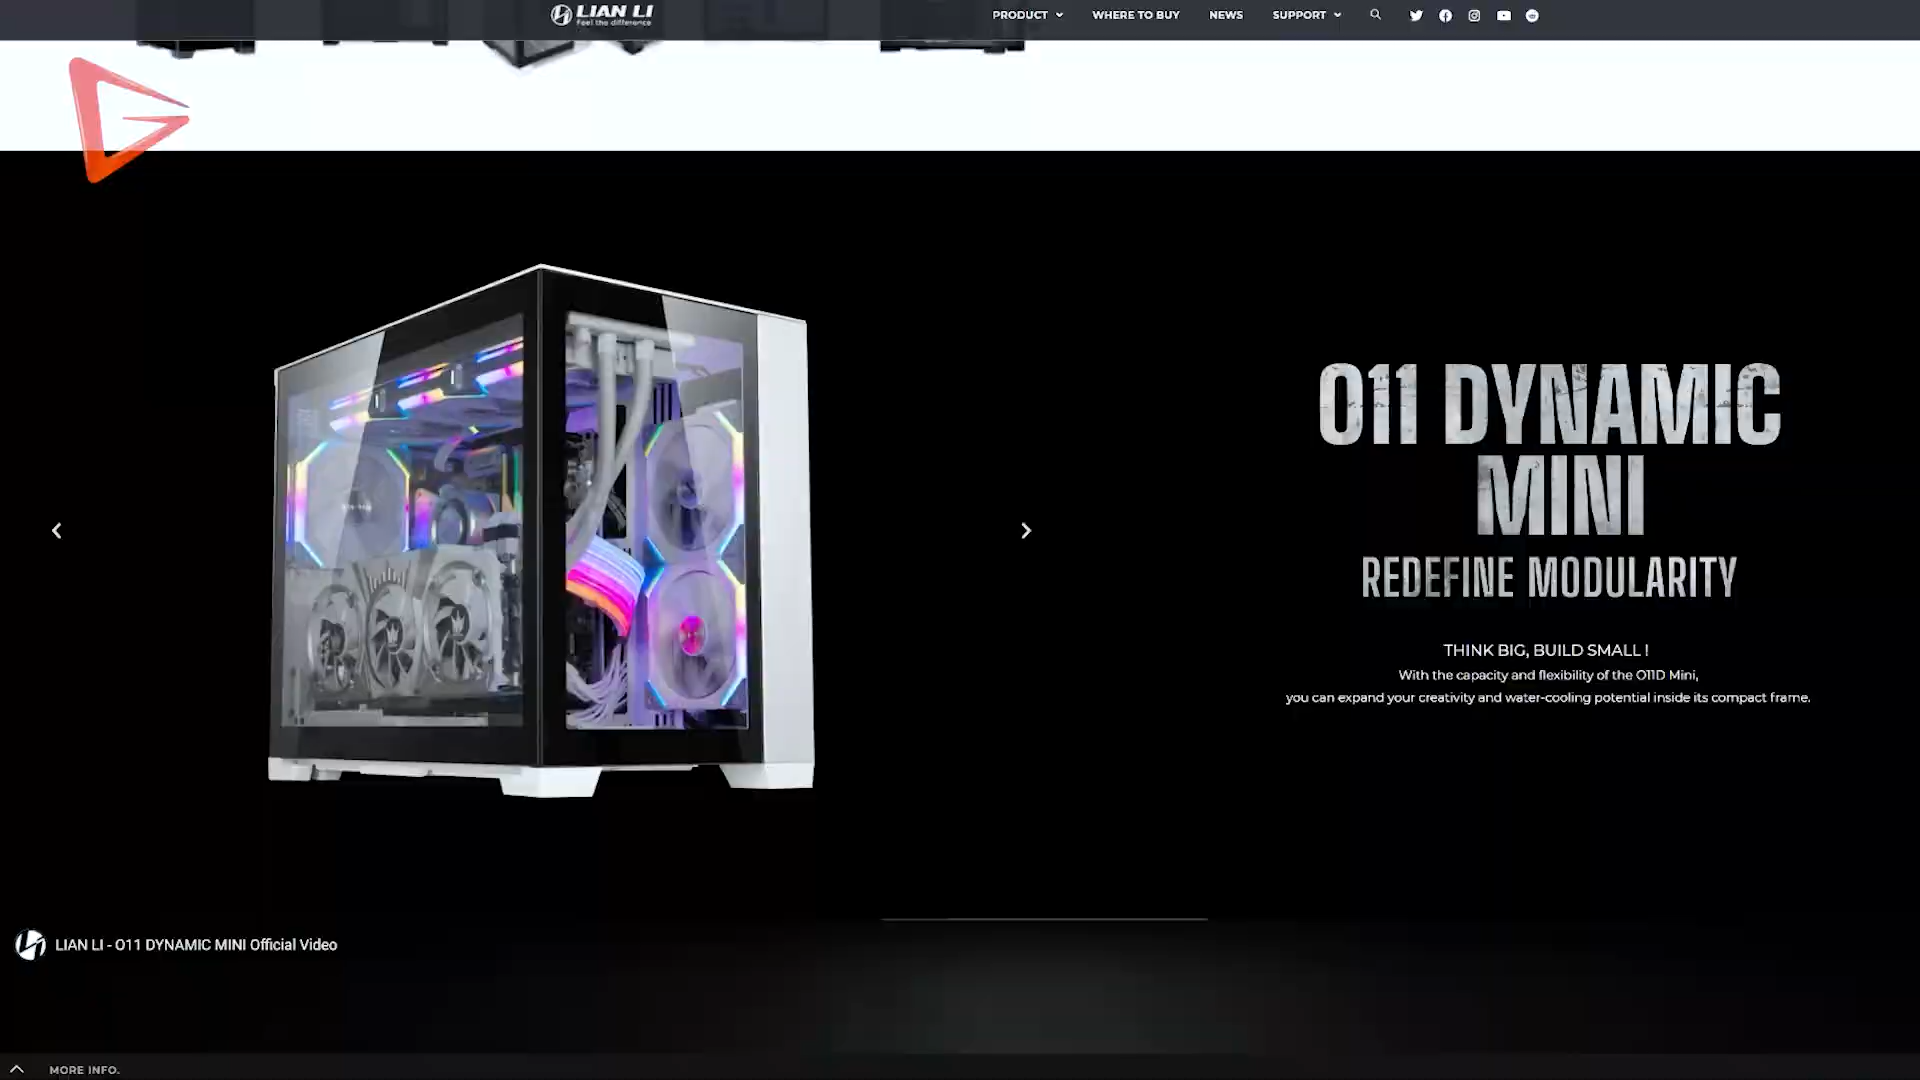 LIAN LI
Feel the difference
PRODUCT
WHERE TO BUY
NEWS
SUPPORT
O11 DYNAMIC
MINI
REDEFINE MODULARITY
THINK BIG, BUILD SMALL !
With the capacity and flexibility of the O11D Mini,
you can expand your creativity and water-cooling potential inside its compact frame.
LIAN LI - O11 DYNAMIC MINI Official Video
MORE INFO.